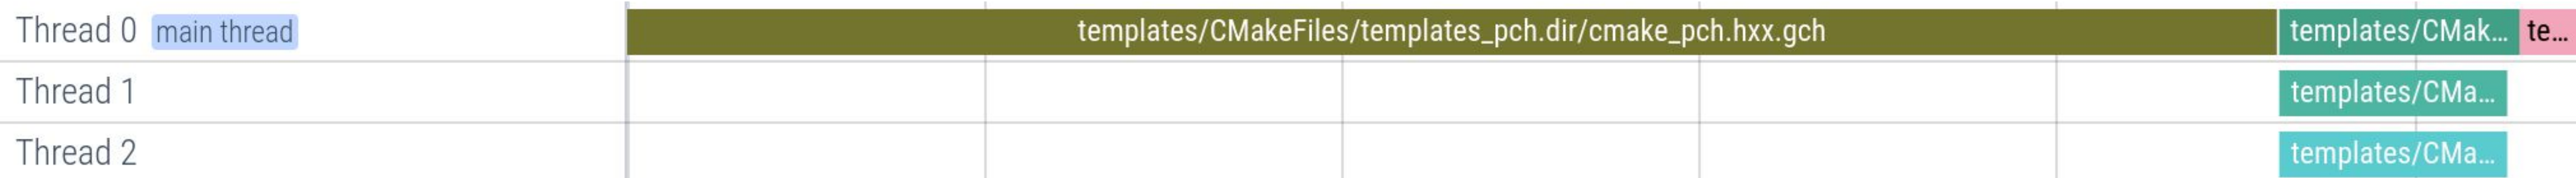 Thread 0 main thread templates/CMakeFiles/templates_pch.dir/cmake_pch.hxx.gch templates/CMak... te...
Thread 1 templates/CMa...
Thread 2 templates/CMa...